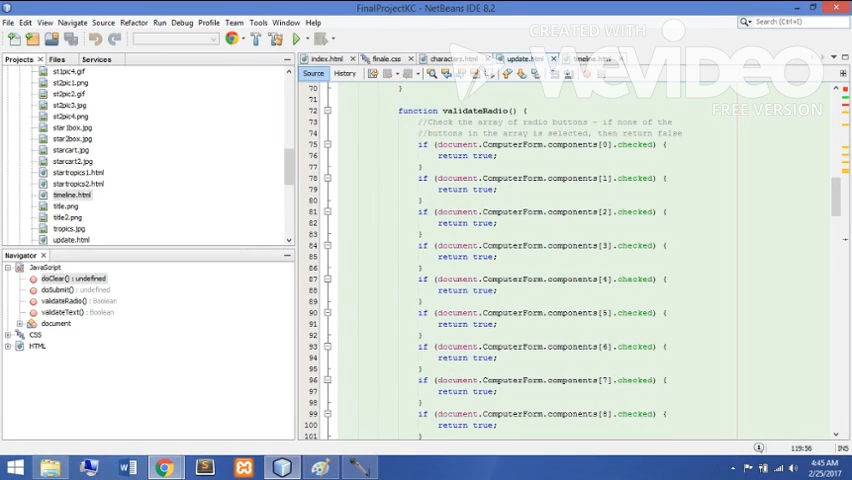 FinalProjectKC - NetBeans IDE 8.2
File Edit View Navigate Source Refactor Run Debug Profile Team Tools Window Help
Search (Ctrl+I)
CREATED WITH
WeVideo
FREE VERSION
Projects Files Services
index.html finale.css characters.html update.html timeline.html
Source History
st1pic4.gif
st2pic1.png
st2pic2.gif
st2pic3.jpg
st2pic4.png
star1box.jpg
star2box.jpg
starcart.jpg
starcart2.jpg
startropics1.html
startropics2.html
timeline.html
title.png
title2.png
tropics.jpg
update.html
Navigator
JavaScript
doClear() : undefined
doSubmit() : undefined
validateRadio() : Boolean
validateText() : Boolean
document
CSS
HTML
70 }
71
72 function validateRadio() {
73 //Check the array of radio buttons - if none of the
74 //buttons in the array is selected, then return false
75 if (document.ComputerForm.components[0].checked) {
76 return true;
77 }
78 if (document.ComputerForm.components[1].checked) {
79 return true;
80 }
81 if (document.ComputerForm.components[2].checked) {
82 return true;
83 }
84 if (document.ComputerForm.components[3].checked) {
85 return true;
86 }
87 if (document.ComputerForm.components[4].checked) {
88 return true;
89 }
90 if (document.ComputerForm.components[5].checked) {
91 return true;
92 }
93 if (document.ComputerForm.components[6].checked) {
94 return true;
95 }
96 if (document.ComputerForm.components[7].checked) {
97 return true;
98 }
99 if (document.ComputerForm.components[8].checked) {
100 return true;
101 }
119:56 INS
4:45 AM
2/25/2017